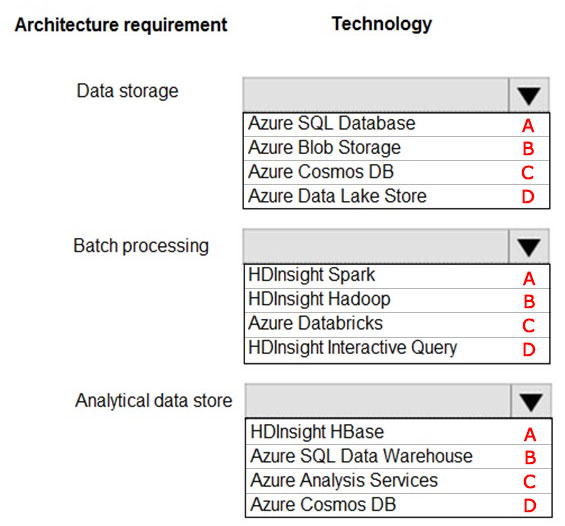 Architecture requirement Technology
Data storage
Azure SQL Database A
Azure Blob Storage B
Azure Cosmos DB C
Azure Data Lake Store D
Batch processing
HDInsight Spark A
HDInsight Hadoop B
Azure Databricks C
HDInsight Interactive Query D
Analytical data store
HDInsight HBase A
Azure SQL Data Warehouse B
Azure Analysis Services C
Azure Cosmos DB D